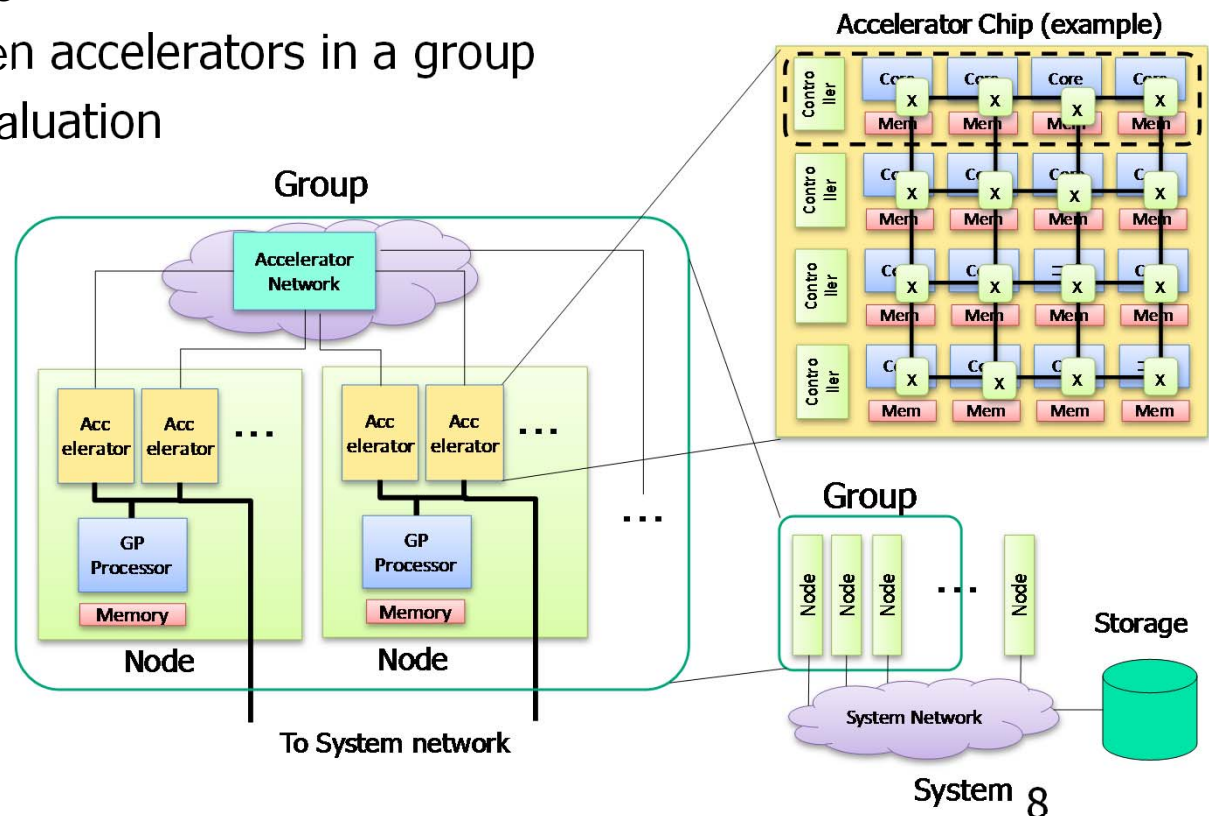 en accelerators in a group
aluation
Group
Accelerator
Network
Acc
elerator
Acc
elerator
...
Acc
elerator
Acc
elerator
...
...
GP
Processor
Memory
GP
Processor
Memory
Node
Node
To System network
Accelerator Chip (example)
Contro
ller
Core
Core
X
X
X
X
Mem
Mem
Mem
Mem
Contro
ller
X
X
X
X
Mem
Mem
Mem
Mem
Contro
ller
X
X
X
X
Mem
Mem
Mem
Mem
Contro
ller
X
X
X
X
Mem
Mem
Mem
Mem
Group
Node
Node
Node
...
Node
Storage
System Network
System
8